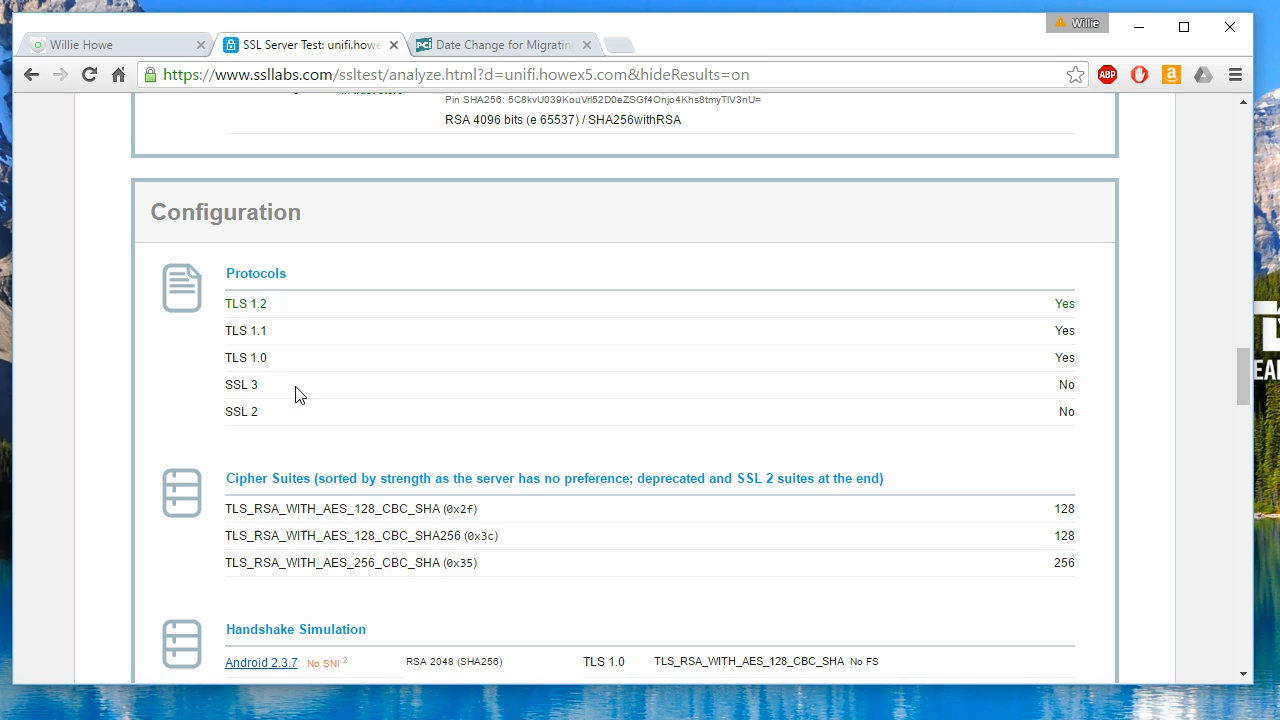 Willie
Willie Howe
SSL Server Test: unifi.howe
PCI Date Change for Migratin
https://www.ssllabs.com/ssltest/analyze.html?d=unifi.howex5.com&hideResults=on
ABP
RSA 4096 bits (e 65537) / SHA256withRSA
Configuration
Protocols
TLS 1.2 Yes
TLS 1.1 Yes
TLS 1.0 Yes
SSL 3 No
SSL 2 No
Cipher Suites (sorted by strength as the server has no preference; deprecated and SSL 2 suites at the end)
TLS_RSA_WITH_AES_128_CBC_SHA (0x2f) 128
TLS_RSA_WITH_AES_128_CBC_SHA256 (0x3c) 128
TLS_RSA_WITH_AES_256_CBC_SHA (0x35) 256
Handshake Simulation
Android 2.3.7 No SNI 2 RSA 2048 (SHA256) TLS 1.0 TLS_RSA_WITH_AES_128_CBC_SHA No FS